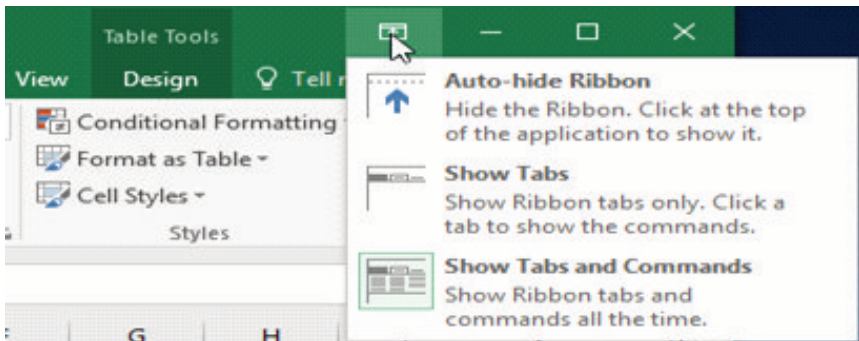 Table Tools
View Design Tell
Conditional Formatting
Format as Table
Cell Styles
Styles
G H
Auto-hide Ribbon
Hide the Ribbon. Click at the top
of the application to show it.
Show Tabs
Show Ribbon tabs only. Click a
tab to show the commands.
Show Tabs and Commands
Show Ribbon tabs and
commands all the time.